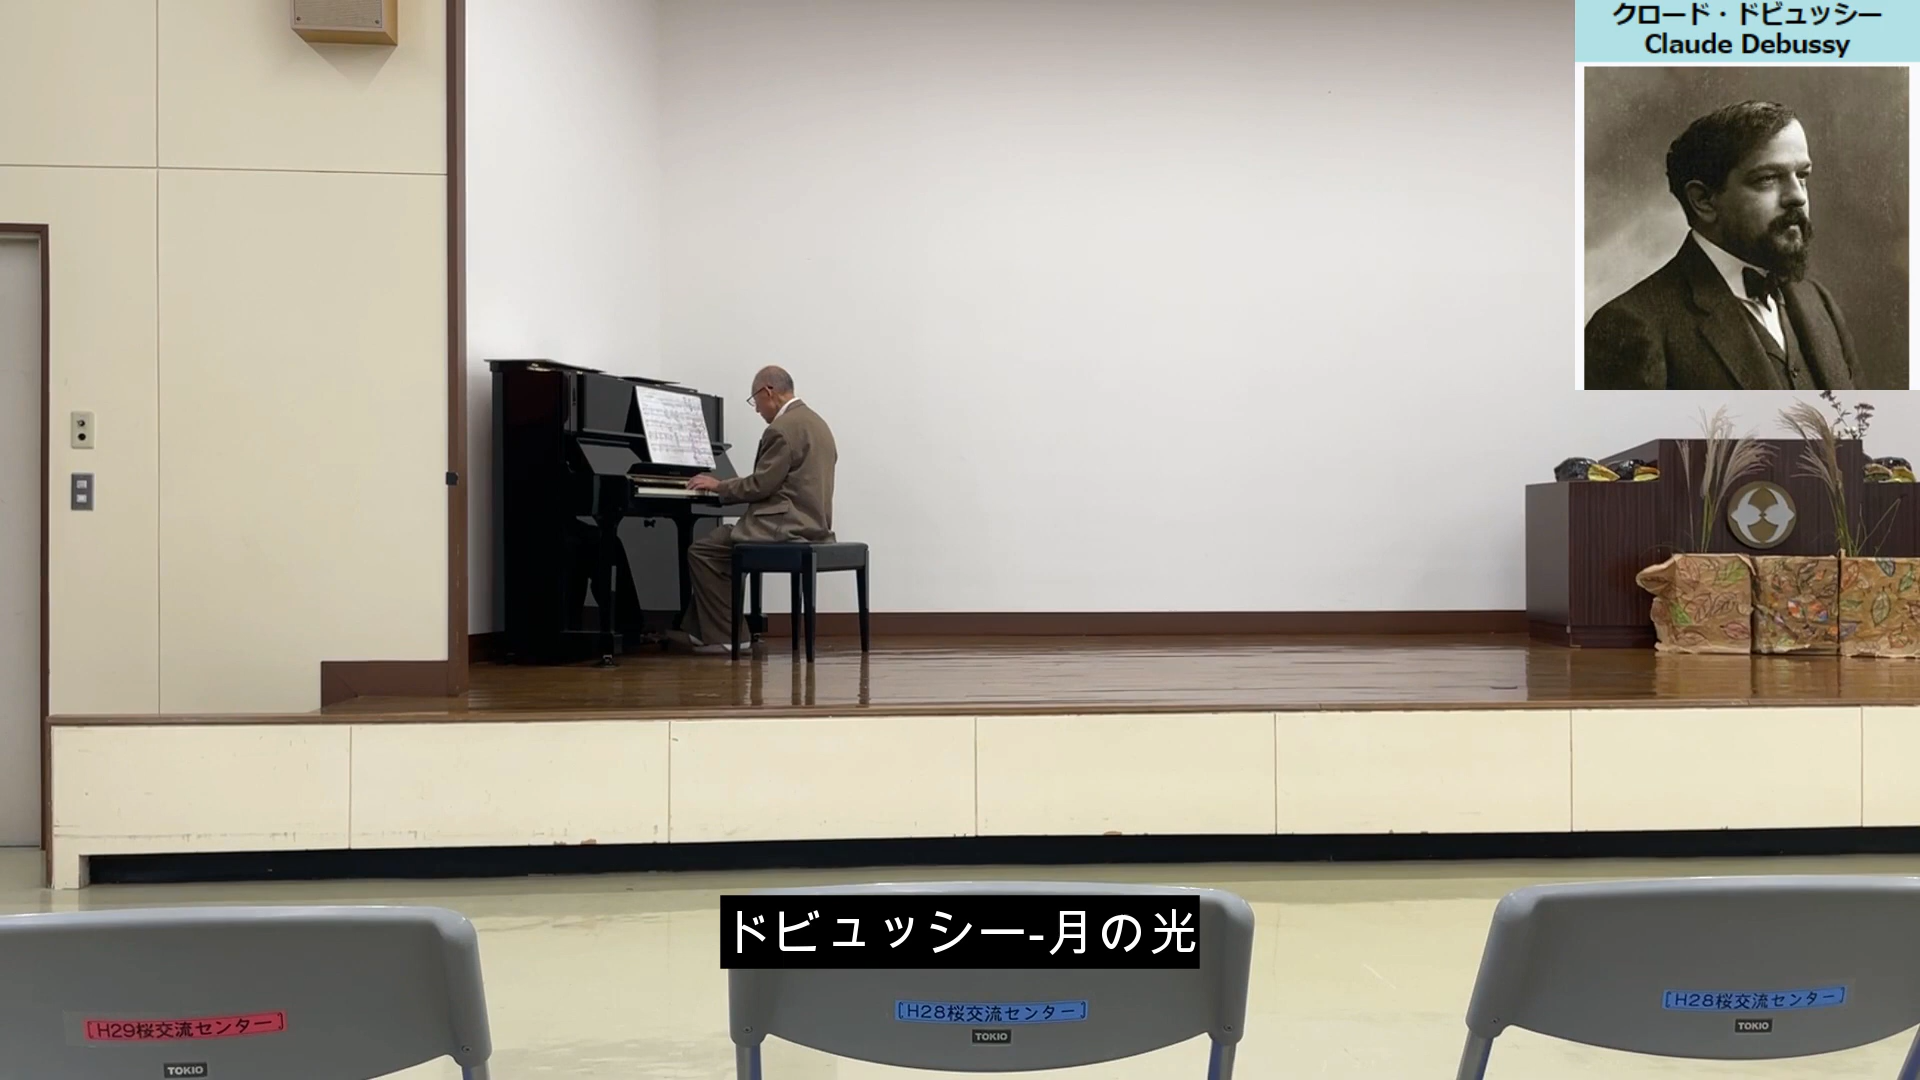 クロード・ドビュッシー
Claude Debussy
ドビュッシー-月の光
[H29桜交流センター]
TOKIO
[H28桜交流センター]
TOKIO
[H28桜交流センター]
TOKIO